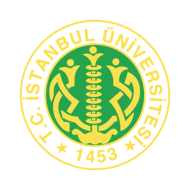 T.C. İSTANBUL ÜNİVERSİTESİ
1453